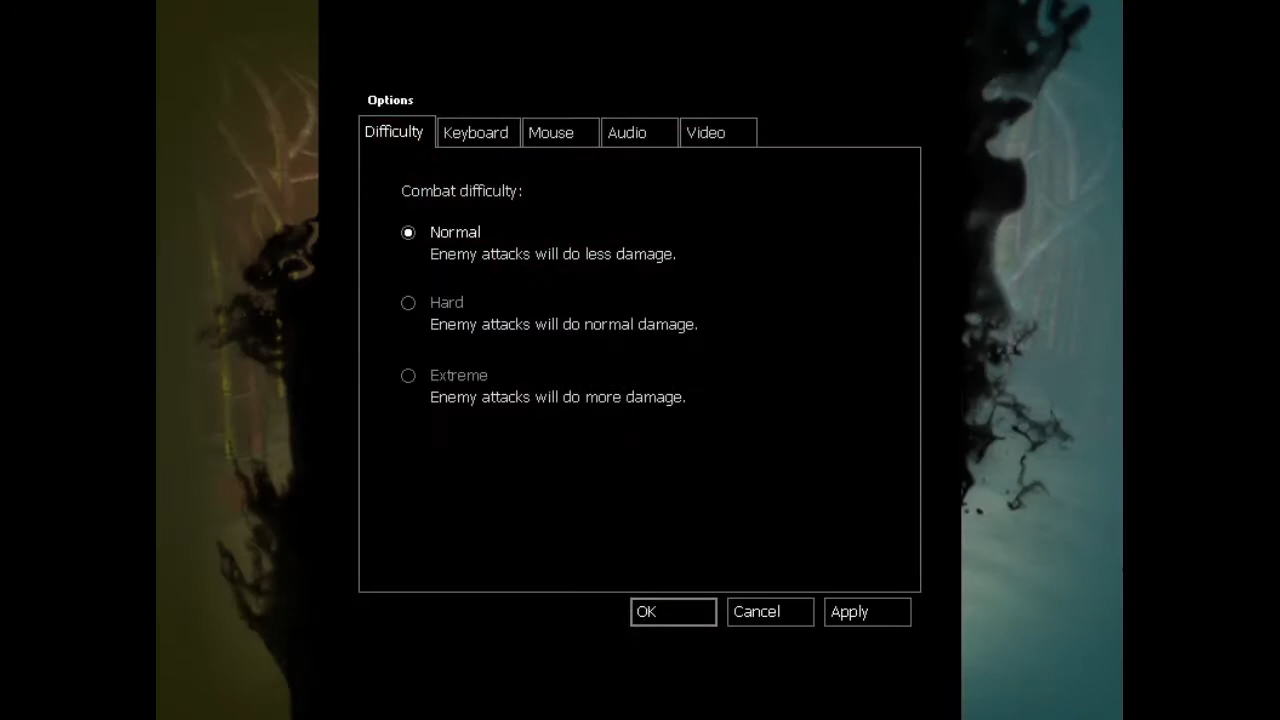 Options
Difficulty Keyboard Mouse Audio Video
Combat difficulty:
Normal
Enemy attacks will do less damage.
Hard
Enemy attacks will do normal damage.
Extreme
Enemy attacks will do more damage.
OK Cancel Apply